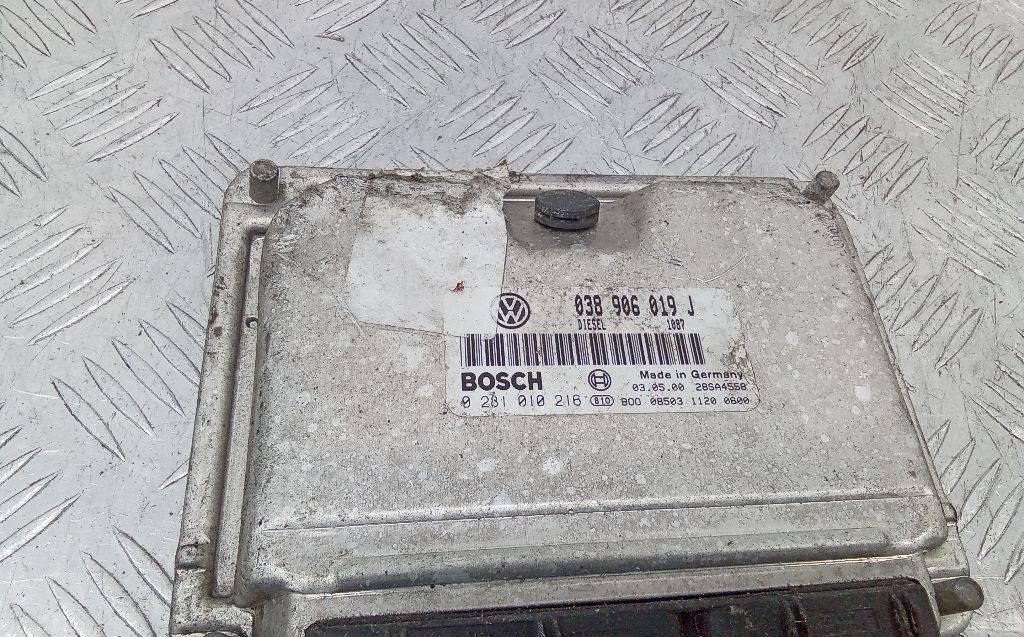 038 906 019 J
DIESEL 1087
BOSCH Made in Germany
03.05.00 28SA4558
0 281 010 216 810 B00 08503 1120 0600